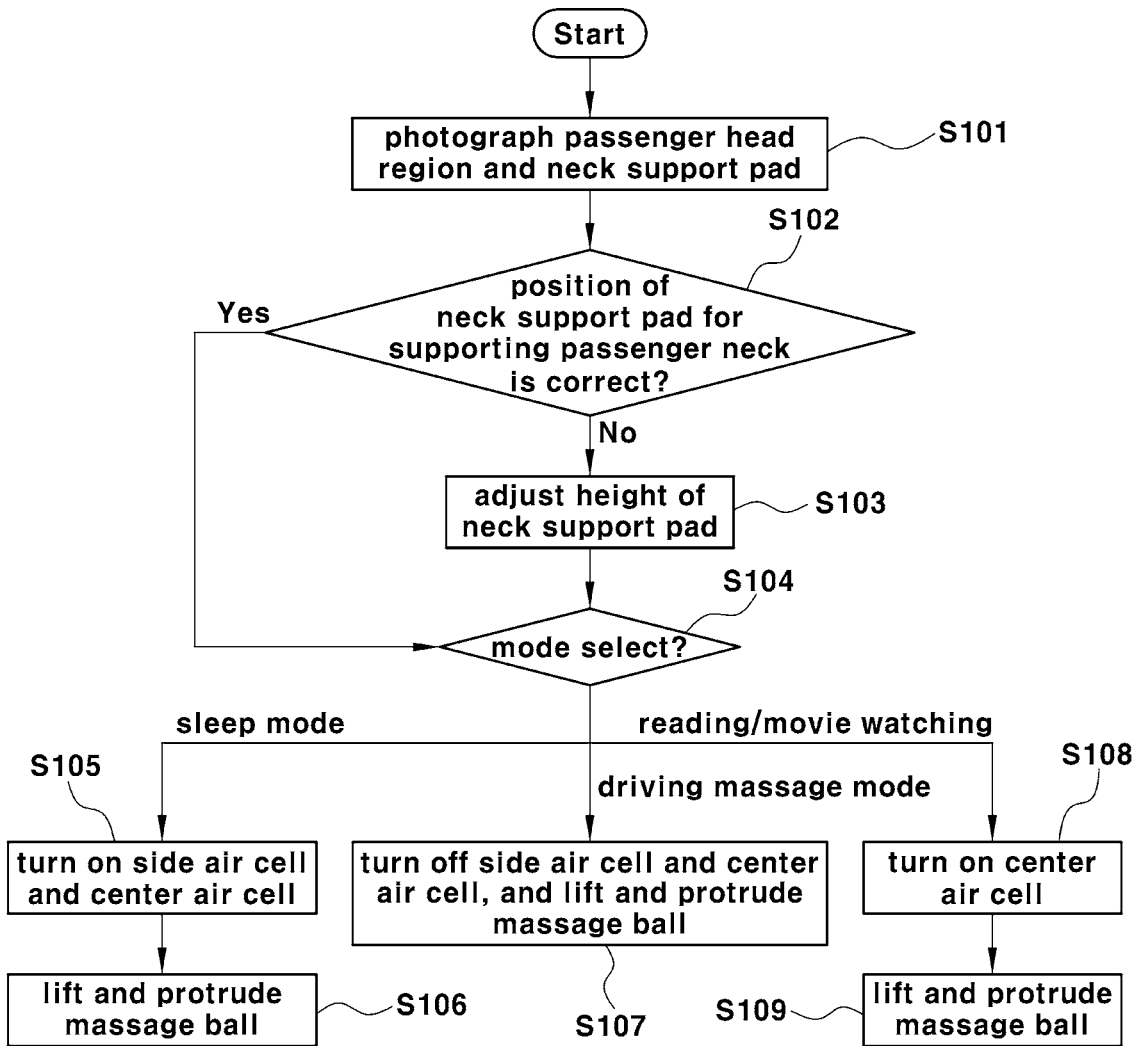 Start
photograph passenger head
region and neck support pad
S101
S102
position of
neck support pad for
supporting passenger neck
is correct?
Yes
No
adjust height of
neck support pad
S103
S104
mode select?
sleep mode
reading/movie watching
driving massage mode
S105
S108
turn on side air cell
and center air cell
turn off side air cell and center
air cell, and lift and protrude
massage ball
turn on center
air cell
lift and protrude
massage ball
S106
S107
S109
lift and protrude
massage ball